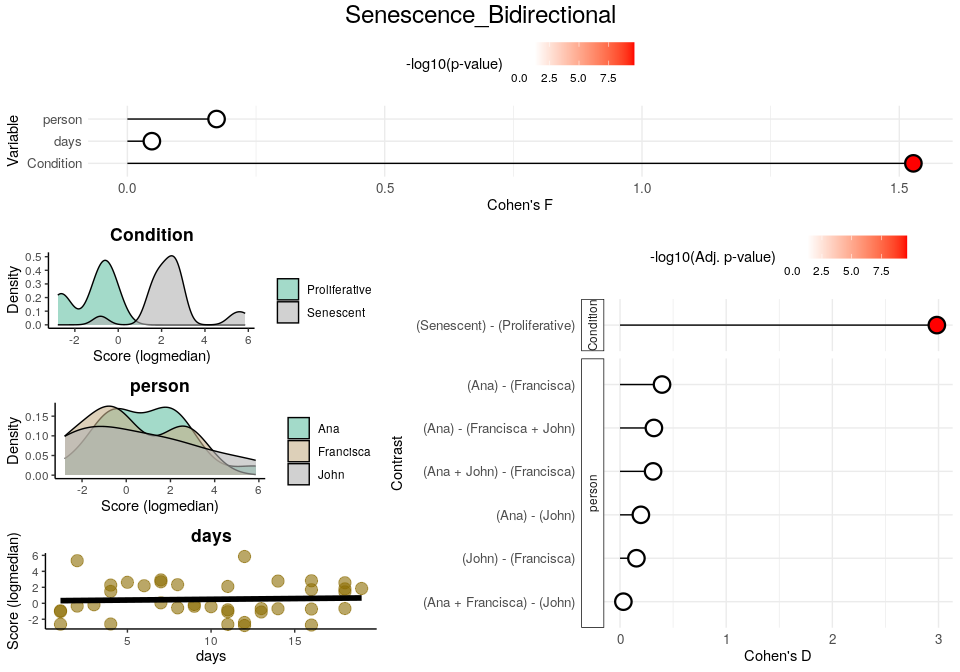 Senescence_Bidirectional
-log10(p-value)
0.0 2.5 5.0 7.5
Variable
person
days
Condition
0.0 0.5 1.0 1.5
Cohen's F
Condition
Density
0.5
0.4
0.3
0.2
0.1
0.0
-2 0 2 4 6
Score (logmedian)
Proliferative
Senescent
person
Density
0.15
0.10
0.05
0.00
-2 0 2 4 6
Score (logmedian)
Ana
Francisca
John
days
Score (logmedian)
6
4
2
0
-2
5 10 15
days
-log10(Adj. p-value)
0.0 2.5 5.0 7.5
Contrast
(Senescent) - (Proliferative)
Condition
(Ana) - (Francisca)
(Ana) - (Francisca + John)
(Ana + John) - (Francisca)
(Ana) - (John)
(John) - (Francisca)
(Ana + Francisca) - (John)
person
0 1 2 3
Cohen's D